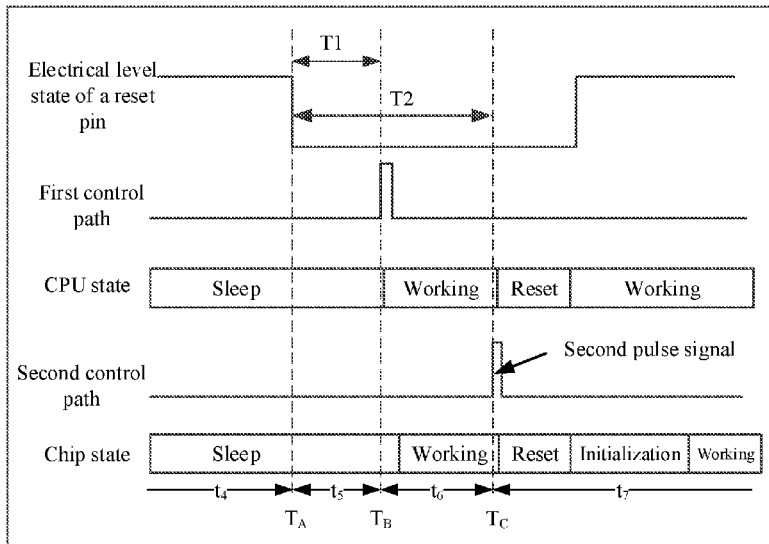 T1
Electrical level
state of a reset
pin
T2
First control
path
CPU state
Sleep
Working
Reset
Working
Second pulse signal
Second control
path
Chip state
Sleep
Working
Reset
Initialization
Working
t4
t5
t6
t7
TA
TB
TC